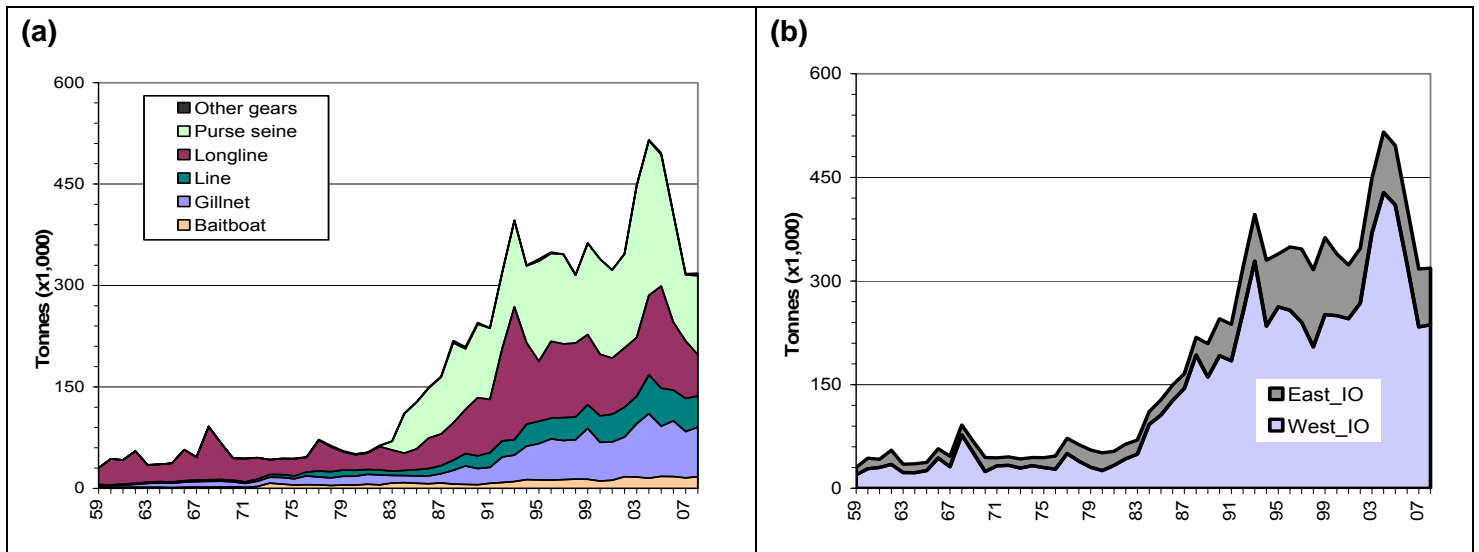 (a)
600
450
300
150
0
Tonnes (x1,000)
Other gears
Purse seine
Longline
Line
Gillnet
Baitboat
59 63 67 71 75 79 83 87 91 95 99 03 07
(b)
600
450
300
150
0
Tonnes (x1,000)
East_IO
West_IO
59 63 67 71 75 79 83 87 91 95 99 03 07